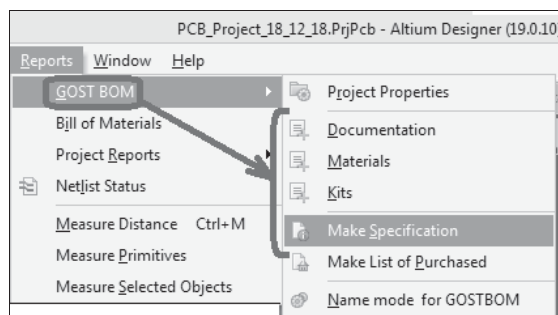 PCB_Project_18_12_18.PrjPcb - Altium Designer (19.0.10)
Reports Window Help
GOST BOM
Bill of Materials
Project Reports
Netlist Status
Measure Distance Ctrl+M
Measure Primitives
Measure Selected Objects
Project Properties
Documentation
Materials
Kits
Make Specification
Make List of Purchased
Name mode for GOSTBOM